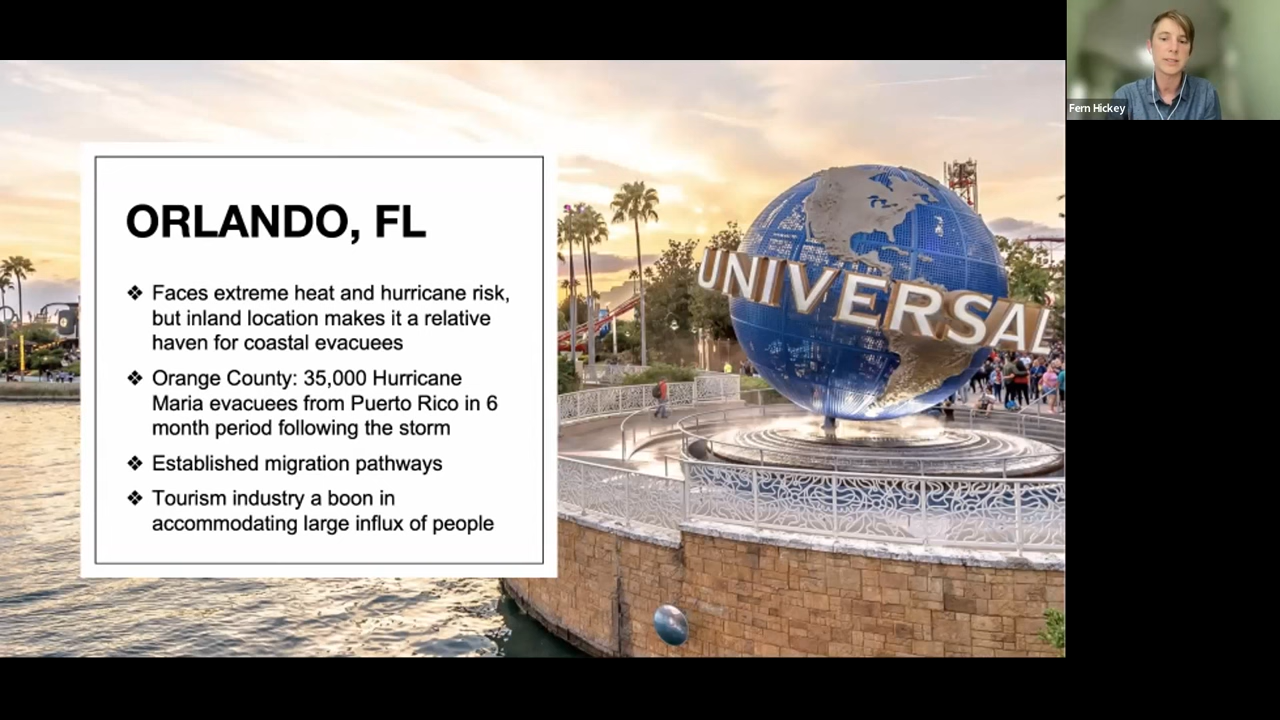 Fern Hickey
ORLANDO, FL
❖ Faces extreme heat and hurricane risk,
but inland location makes it a relative
haven for coastal evacuees
❖ Orange County: 35,000 Hurricane
Maria evacuees from Puerto Rico in 6
month period following the storm
❖ Established migration pathways
❖ Tourism industry a boon in
accommodating large influx of people
UNIVERSAL